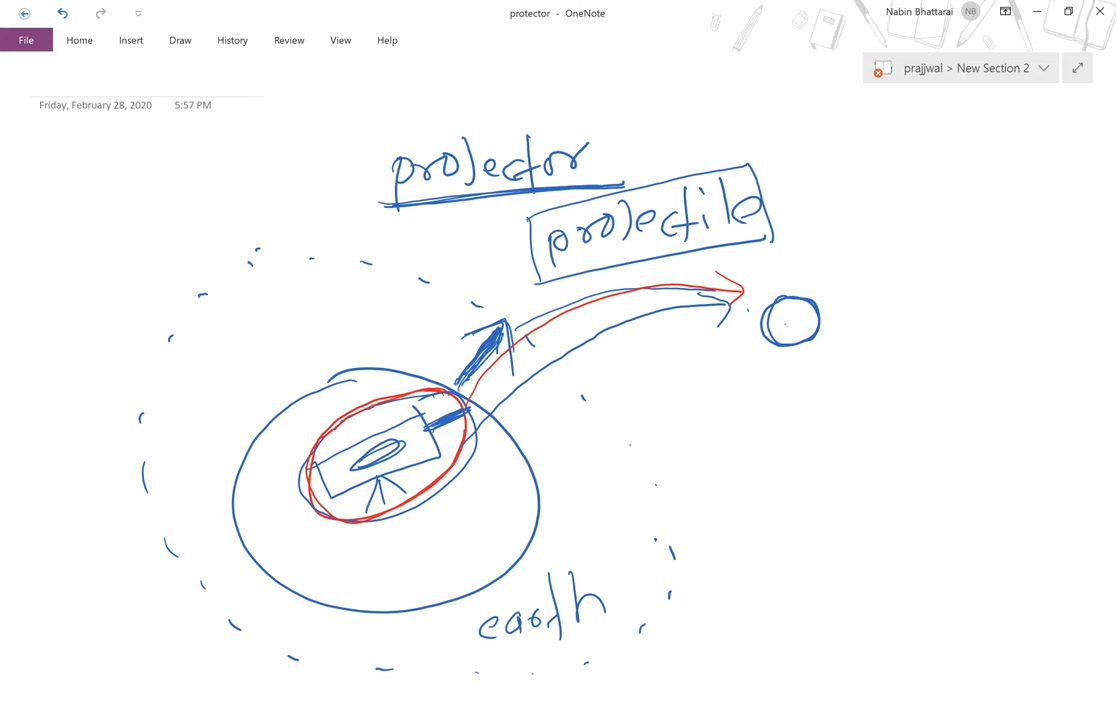 protector - OneNote
Nabin Bhattarai NB
File Home Insert Draw History Review View Help
prajjwal > New Section 2
Friday, February 28, 2020 5:57 PM
projector
projectile
earth